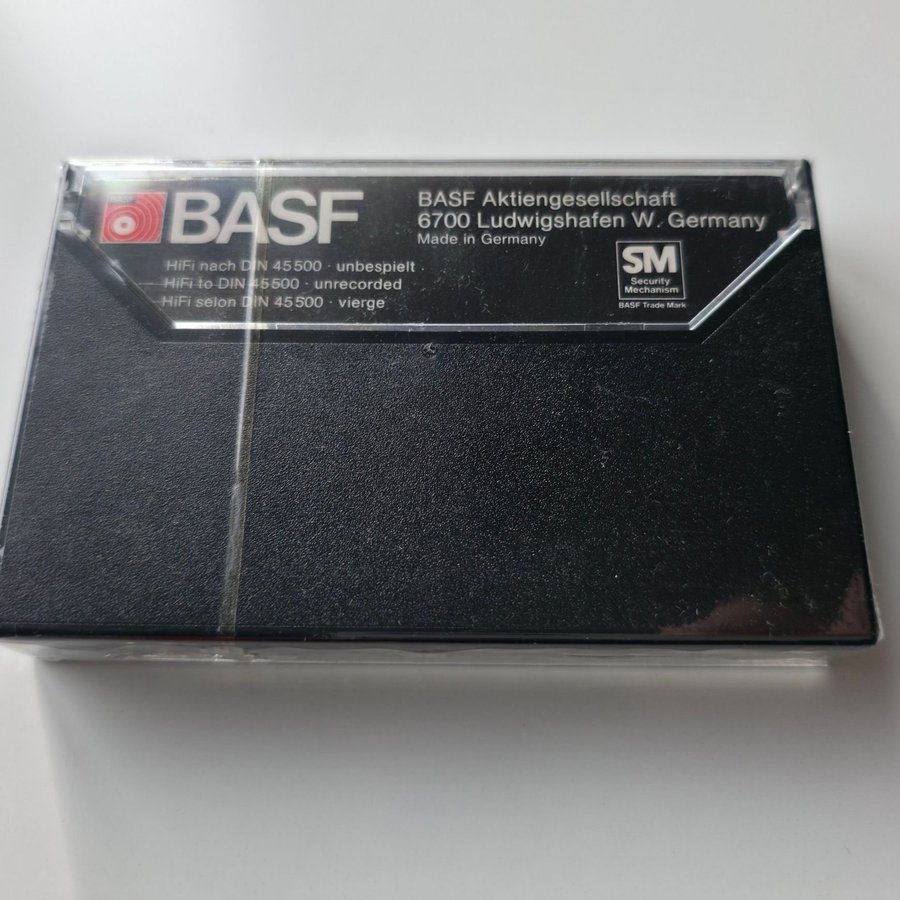 BASF
BASF Aktiengesellschaft
6700 Ludwigshafen W. Germany
Made in Germany
HiFi nach DIN 45500 · unbespielt ·
HiFi to DIN 45500 · unrecorded
HiFi sélon DIN 45500 · vierge
SM
Security
Mechanism
BASF Trade Mark